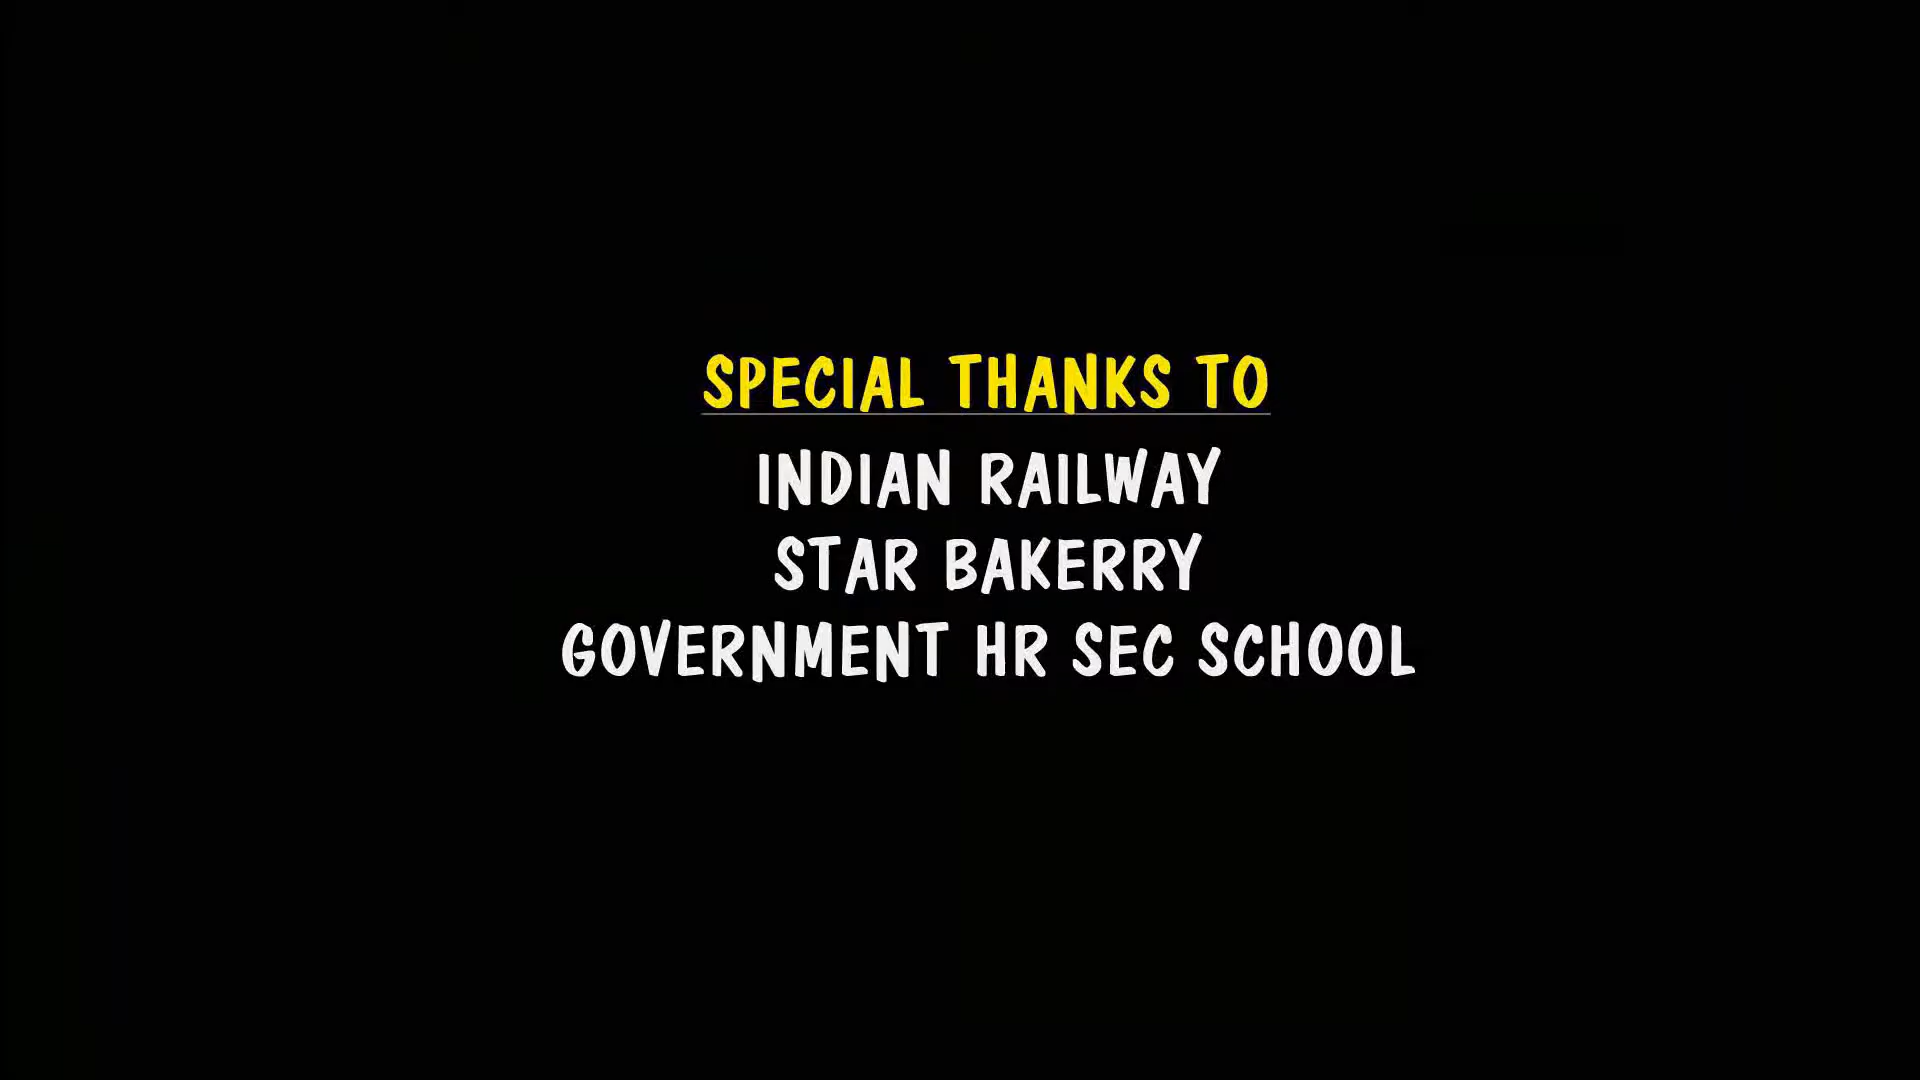 SPECIAL THANKS TO
INDIAN RAILWAY
STAR BAKERRY
GOVERNMENT HR SEC SCHOOL